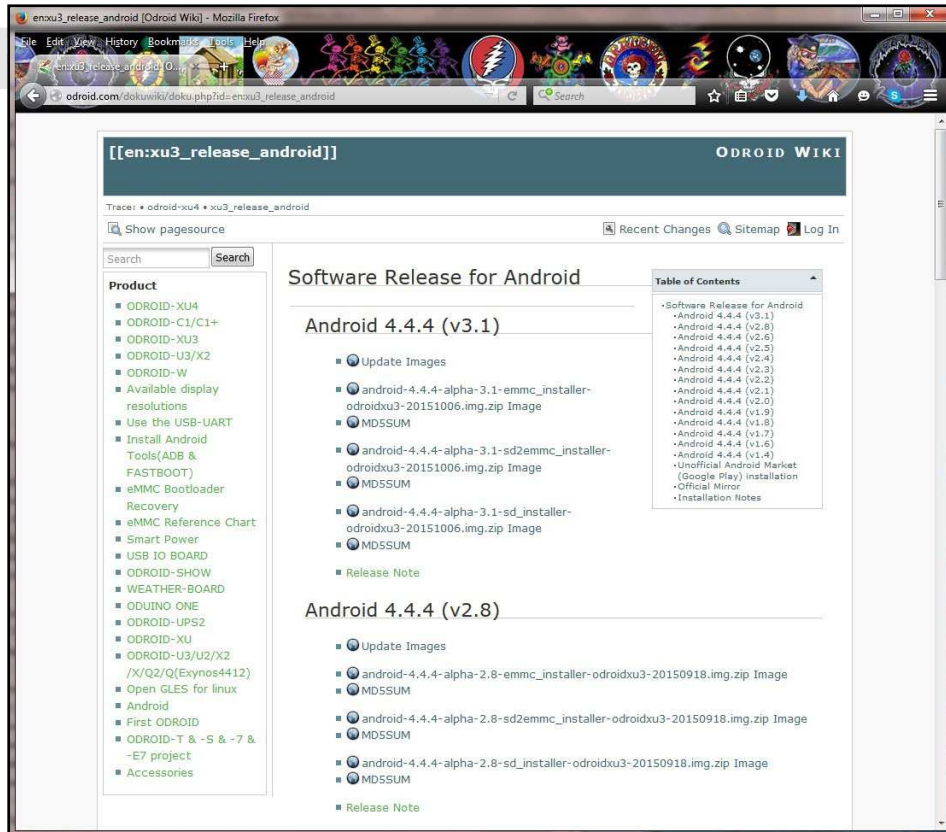 en:xu3_release_android [Odroid Wiki] - Mozilla Firefox
File Edit View History Bookmarks Tools Help
en:xu3_release_android [O...
odroid.com/dokuwiki/doku.php?id=en:xu3_release_android
Search
[[en:xu3_release_android]]
ODROID WIKI
Trace: • odroid-xu4 • xu3_release_android
Show pagesource
Recent Changes Sitemap Log In
Search Search
Product
ODROID-XU4
ODROID-C1/C1+
ODROID-XU3
ODROID-U3/X2
ODROID-W
Available display
resolutions
Use the USB-UART
Install Android
Tools(ADB &
FASTBOOT)
eMMC Bootloader
Recovery
eMMC Reference Chart
Smart Power
USB IO BOARD
ODROID-SHOW
WEATHER-BOARD
ODUINO ONE
ODROID-UPS2
ODROID-XU
ODROID-U3/U2/X2
/X/Q2/Q(Exynos4412)
Open GLES for linux
Android
First ODROID
ODROID-T & -S & -7 &
-E7 project
Accessories
Software Release for Android
Android 4.4.4 (v3.1)
Update Images
android-4.4.4-alpha-3.1-emmc_installer-
odroidxu3-20151006.img.zip Image
MD5SUM
android-4.4.4-alpha-3.1-sd2emmc_installer-
odroidxu3-20151006.img.zip Image
MD5SUM
android-4.4.4-alpha-3.1-sd_installer-
odroidxu3-20151006.img.zip Image
MD5SUM
Release Note
Android 4.4.4 (v2.8)
Update Images
android-4.4.4-alpha-2.8-emmc_installer-odroidxu3-20150918.img.zip Image
MD5SUM
android-4.4.4-alpha-2.8-sd2emmc_installer-odroidxu3-20150918.img.zip Image
MD5SUM
android-4.4.4-alpha-2.8-sd_installer-odroidxu3-20150918.img.zip Image
MD5SUM
Release Note
Table of Contents
Software Release for Android
Android 4.4.4 (v3.1)
Android 4.4.4 (v2.8)
Android 4.4.4 (v2.6)
Android 4.4.4 (v2.5)
Android 4.4.4 (v2.4)
Android 4.4.4 (v2.3)
Android 4.4.4 (v2.2)
Android 4.4.4 (v2.1)
Android 4.4.4 (v2.0)
Android 4.4.4 (v1.9)
Android 4.4.4 (v1.8)
Android 4.4.4 (v1.7)
Android 4.4.4 (v1.6)
Android 4.4.4 (v1.4)
Unofficial Android Market
(Google Play) installation
Official Mirror
Installation Notes